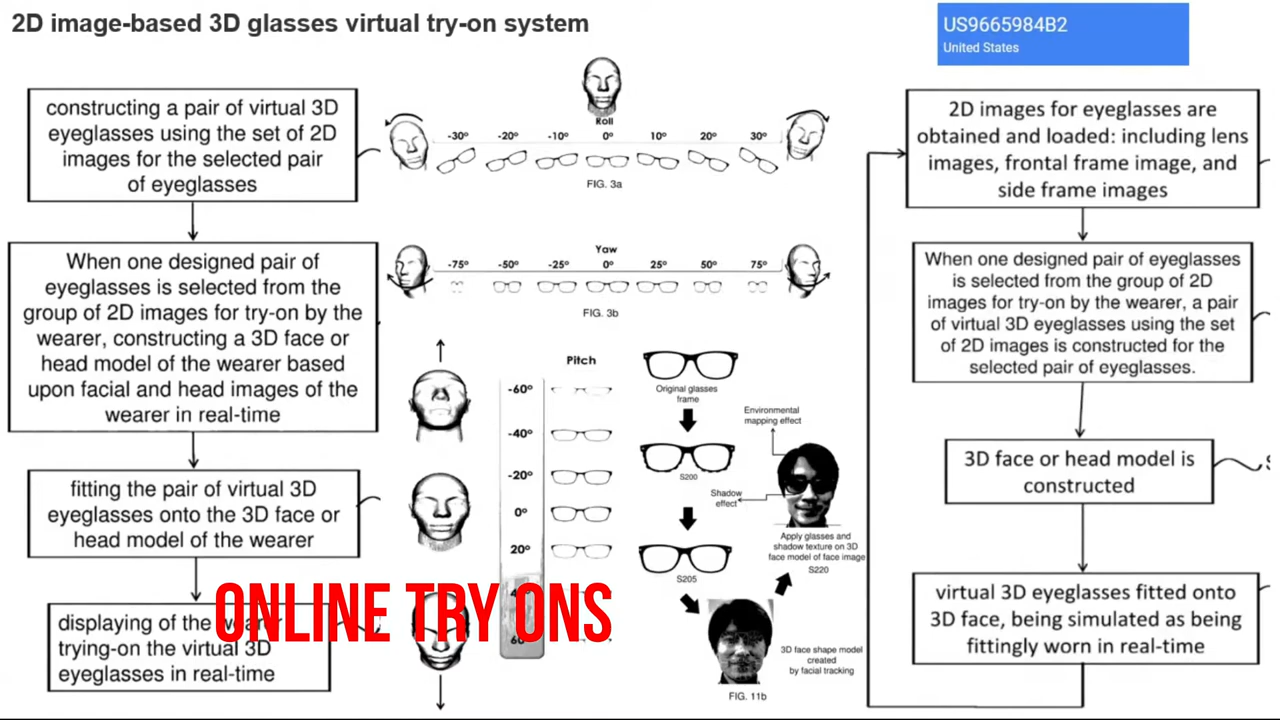 2D image-based 3D glasses virtual try-on system
US9665984B2
United States
constructing a pair of virtual 3D
eyeglasses using the set of 2D
images for the selected pair
of eyeglasses
When one designed pair of
eyeglasses is selected from the
group of 2D images for try-on by the
wearer, constructing a 3D face or
head model of the wearer based
upon facial and head images of the
wearer in real-time
fitting the pair of virtual 3D
eyeglasses onto the 3D face or
head model of the wearer
displaying of the wearer
trying-on the virtual 3D
eyeglasses in real-time
ONLINE TRY ONS
Roll
-30° -20° -10° 0° 10° 20° 30°
FIG. 3a
Yaw
-75° -50° -25° 0° 25° 50° 75°
FIG. 3b
Pitch
-60°
-40°
-20°
0°
20°
Original glasses
frame
S200
S205
Environmental
mapping effect
Shadow
effect
Apply glasses and
shadow texture on 3D
face model of face image
S220
3D face shape model
created
by facial tracking
FIG. 11b
2D images for eyeglasses are
obtained and loaded: including lens
images, frontal frame image, and
side frame images
When one designed pair of eyeglasses
is selected from the group of 2D
images for try-on by the wearer, a pair
of virtual 3D eyeglasses using the set
of 2D images is constructed for the
selected pair of eyeglasses.
3D face or head model is
constructed
virtual 3D eyeglasses fitted onto
3D face, being simulated as being
fittingly worn in real-time